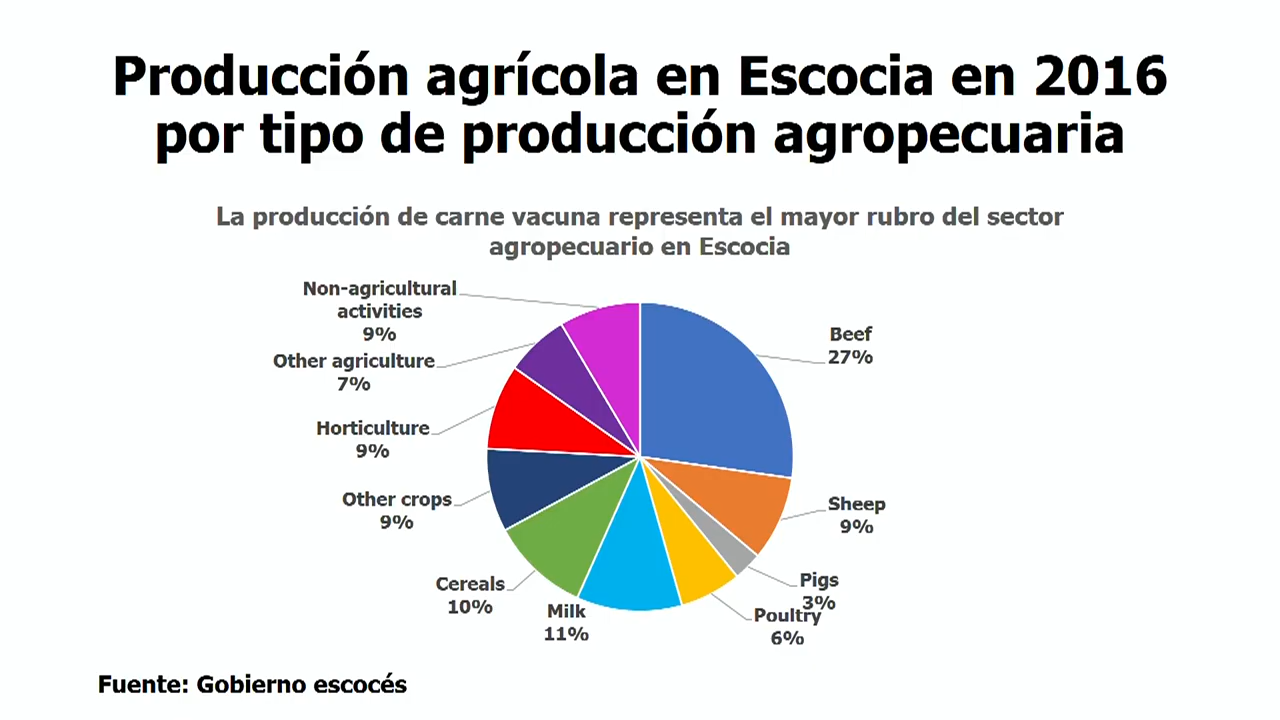 Producción agrícola en Escocia en 2016
por tipo de producción agropecuaria
La producción de carne vacuna representa el mayor rubro del sector
agropecuario en Escocia
Non-agricultural
activities
9%
Beef
27%
Other agriculture
7%
Horticulture
9%
Other crops
9%
Sheep
9%
Cereals
10%
Milk
11%
Pigs
3%
Poultry
6%
Fuente: Gobierno escocés